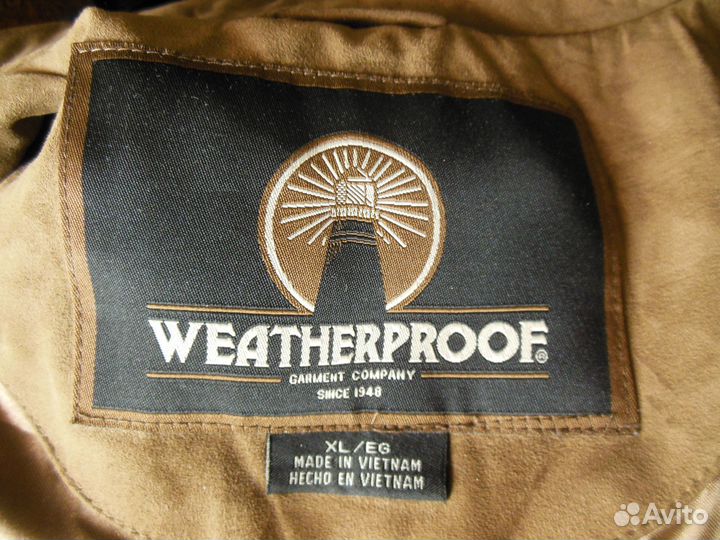 WEATHERPROOF®
GARMENT COMPANY
SINCE 1948
XL/EG
MADE IN VIETNAM
HECHO EN VIETNAM
Avito